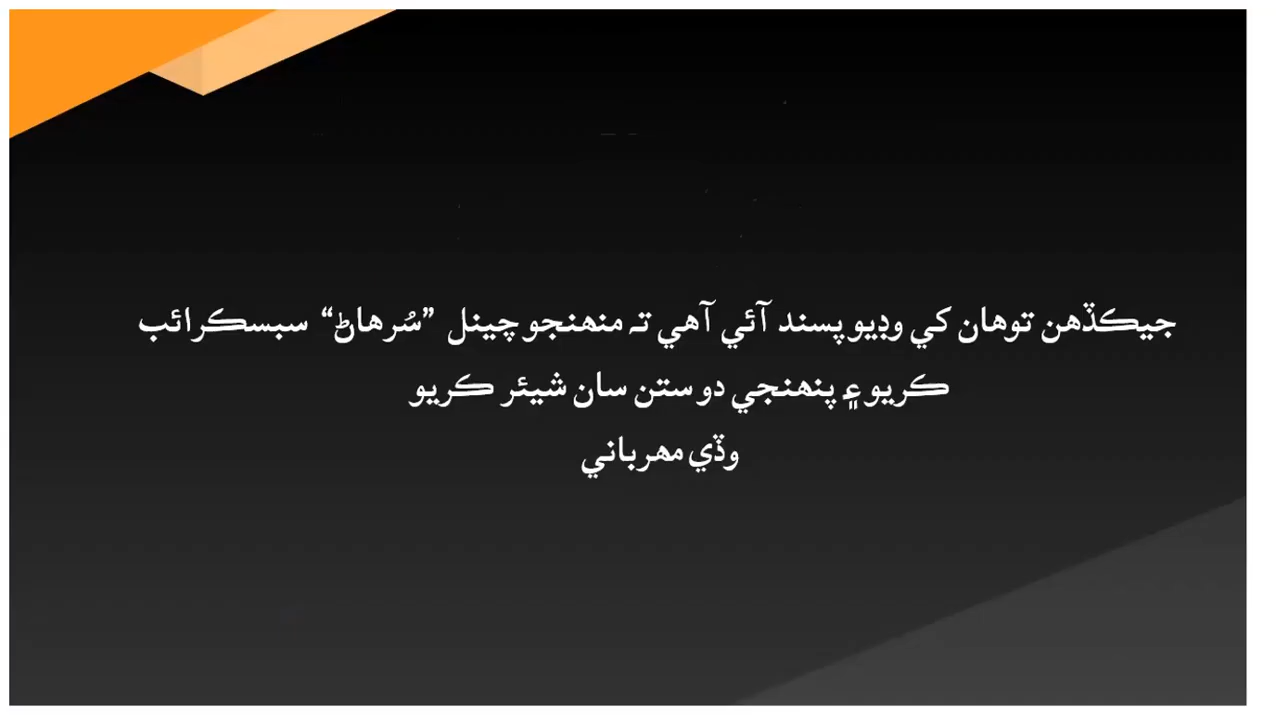 جيڪڏهن توهان کي وڊيو پسند آئي آهي تہ منهنجو چينل ”سُرهاڻ“ سبسڪرائب
ڪريو ۽ پنهنجي دوستن سان شيئر ڪريو
وڏي مهرباني